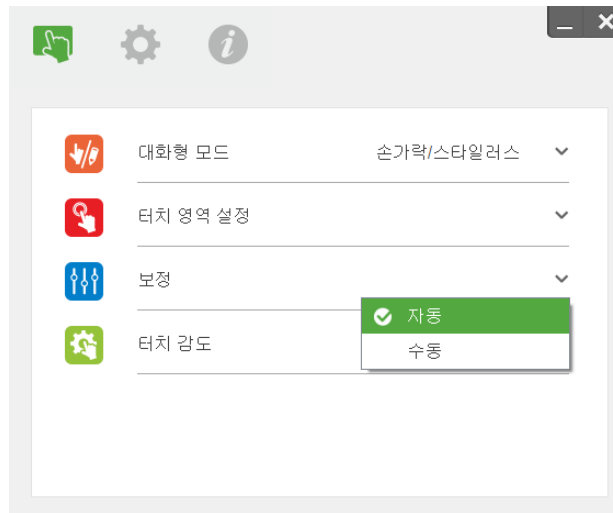 대화형 모드 손가락/스타일러스
터치 영역 설정
보정
자동
터치 감도
수동